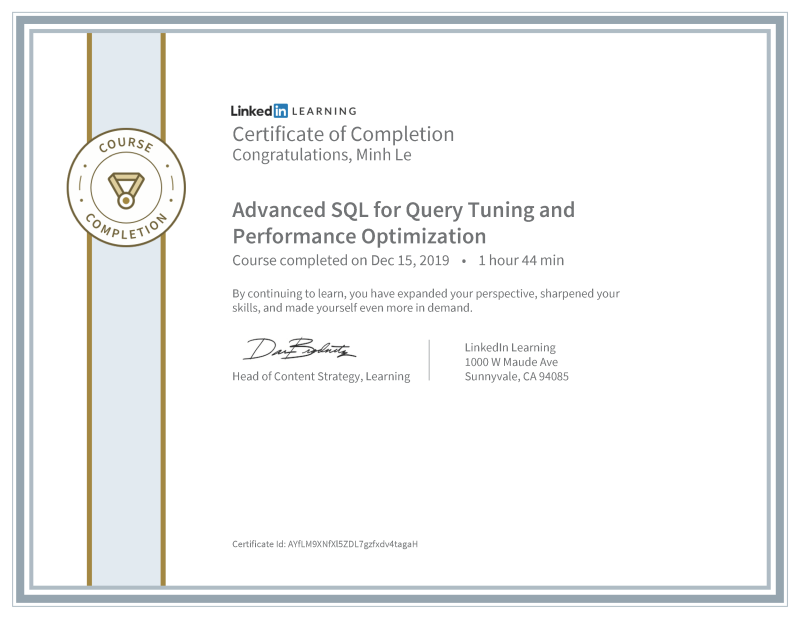 LinkedIn LEARNING
Certificate of Completion
Congratulations, Minh Le
COURSE
COMPLETION
Advanced SQL for Query Tuning and
Performance Optimization
Course completed on Dec 15, 2019 • 1 hour 44 min
By continuing to learn, you have expanded your perspective, sharpened your
skills, and made yourself even more in demand.
Head of Content Strategy, Learning
LinkedIn Learning
1000 W Maude Ave
Sunnyvale, CA 94085
Certificate Id: AYfLM9XNfXl5ZDL7gzfxdv4tagaH